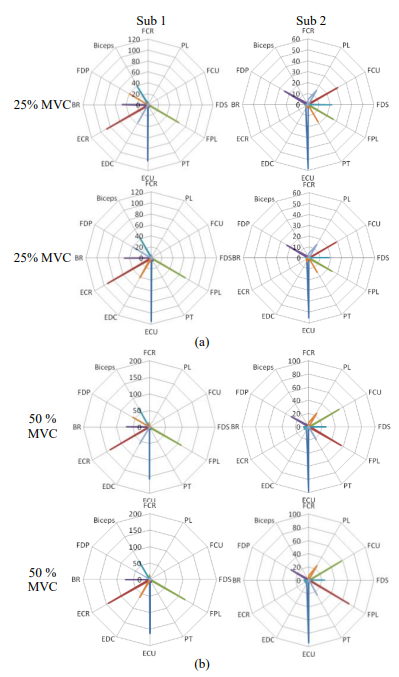 Sub 1
Sub 2
25% MVC
FCR
PL
FCU
FDS
FPL
PT
ECU
EDC
ECR
BR
FDP
Biceps
120
100
80
60
40
20
0
FCR
PL
FCU
FDS
FPL
PT
ECU
EDC
ECR
BR
FDP
Biceps
60
50
40
30
20
10
0
25% MVC
FCR
PL
FCU
FDS
FPL
PT
ECU
EDC
ECR
BR
FDP
Biceps
120
100
80
60
40
20
0
FCR
PL
FCU
FDS
FPL
PT
ECU
EDC
ECR
BR
FDP
Biceps
60
50
40
30
20
10
0
(a)
50 %
MVC
FCR
PL
FCU
FDS
FPL
PT
ECU
EDC
ECR
BR
FDP
Biceps
200
150
100
50
0
FCR
PL
FCU
FDS
FPL
PT
ECU
EDC
ECR
BR
FDP
Biceps
100
80
60
40
20
0
50 %
MVC
FCR
PL
FCU
FDS
FPL
PT
ECU
EDC
ECR
BR
FDP
Biceps
200
150
100
50
0
FCR
PL
FCU
FDS
FPL
PT
ECU
EDC
ECR
BR
FDP
Biceps
100
80
60
40
20
0
(b)